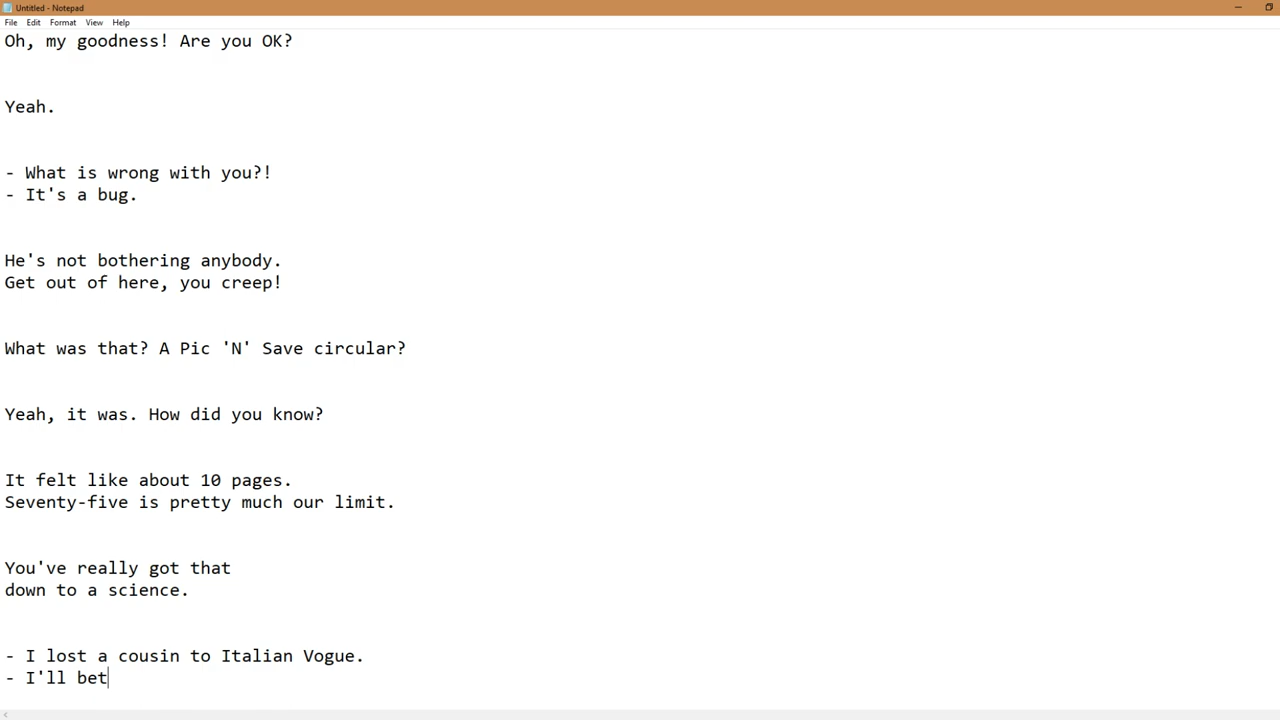 Untitled - Notepad
File Edit Format View Help
Oh, my goodness! Are you OK?
Yeah.
- What is wrong with you?!
- It's a bug.
He's not bothering anybody.
Get out of here, you creep!
What was that? A Pic 'N' Save circular?
Yeah, it was. How did you know?
It felt like about 10 pages.
Seventy-five is pretty much our limit.
You've really got that
down to a science.
- I lost a cousin to Italian Vogue.
- I'll bet